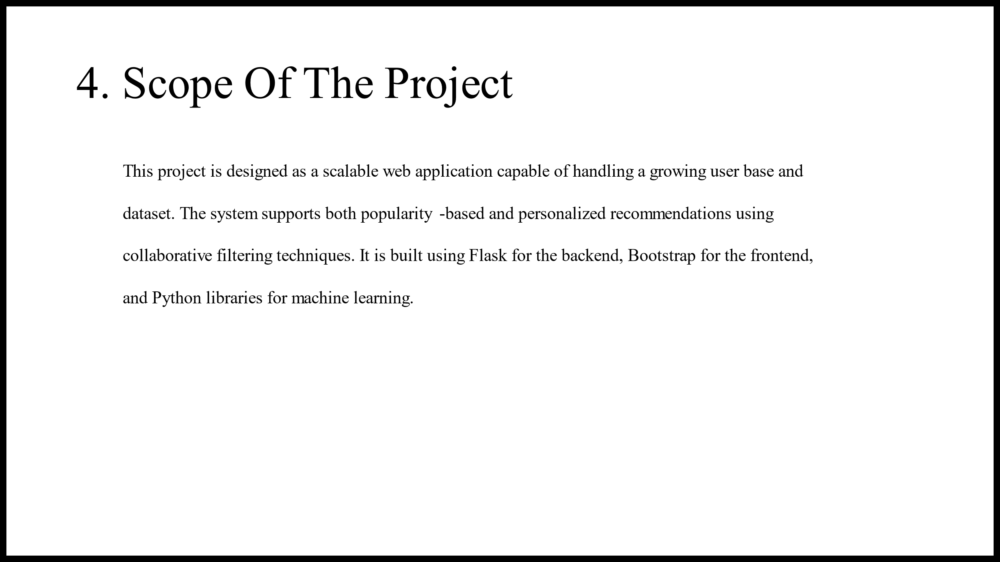 4. Scope Of The Project
This project is designed as a scalable web application capable of handling a growing user base and
dataset. The system supports both popularity -based and personalized recommendations using
collaborative filtering techniques. It is built using Flask for the backend, Bootstrap for the frontend,
and Python libraries for machine learning.